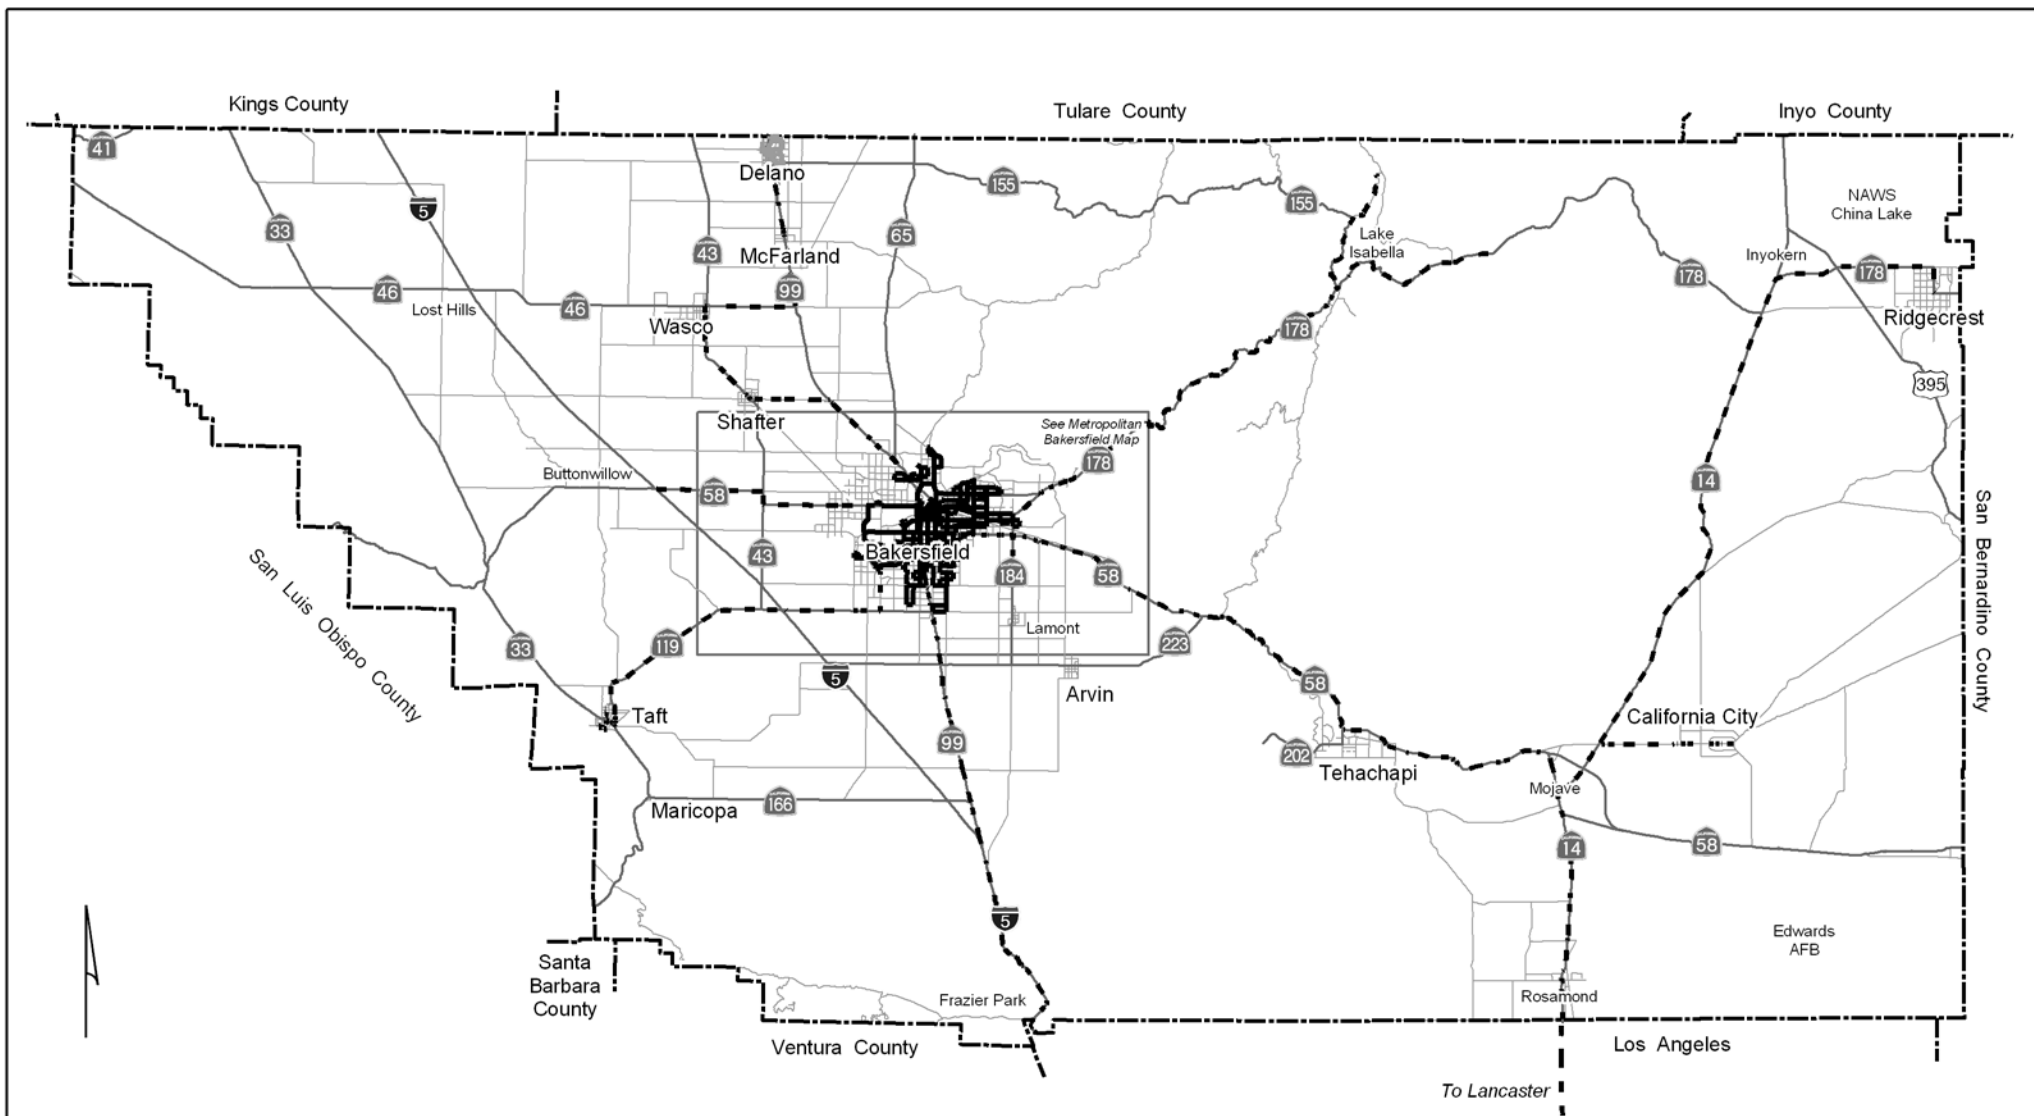 Kings County
Tulare County
Inyo County
41
Delano
155
155
NAWS
China Lake
5
33
43
65
Lake
Isabella
McFarland
Inyokern
178
178
46
46
99
Lost Hills
Wasco
178
Ridgecrest
395
Shafter
See Metropolitan
Bakersfield Map
178
Buttonwillow
58
14
43
Bakersfield
184
58
San Luis Obispo County
San Bernardino County
33
119
223
Lamont
5
58
Arvin
Taft
California City
99
202
Tehachapi
Mojave
Maricopa
166
14
58
5
Edwards
AFB
Santa
Barbara
County
Frazier Park
Rosamond
Ventura County
Los Angeles
To Lancaster